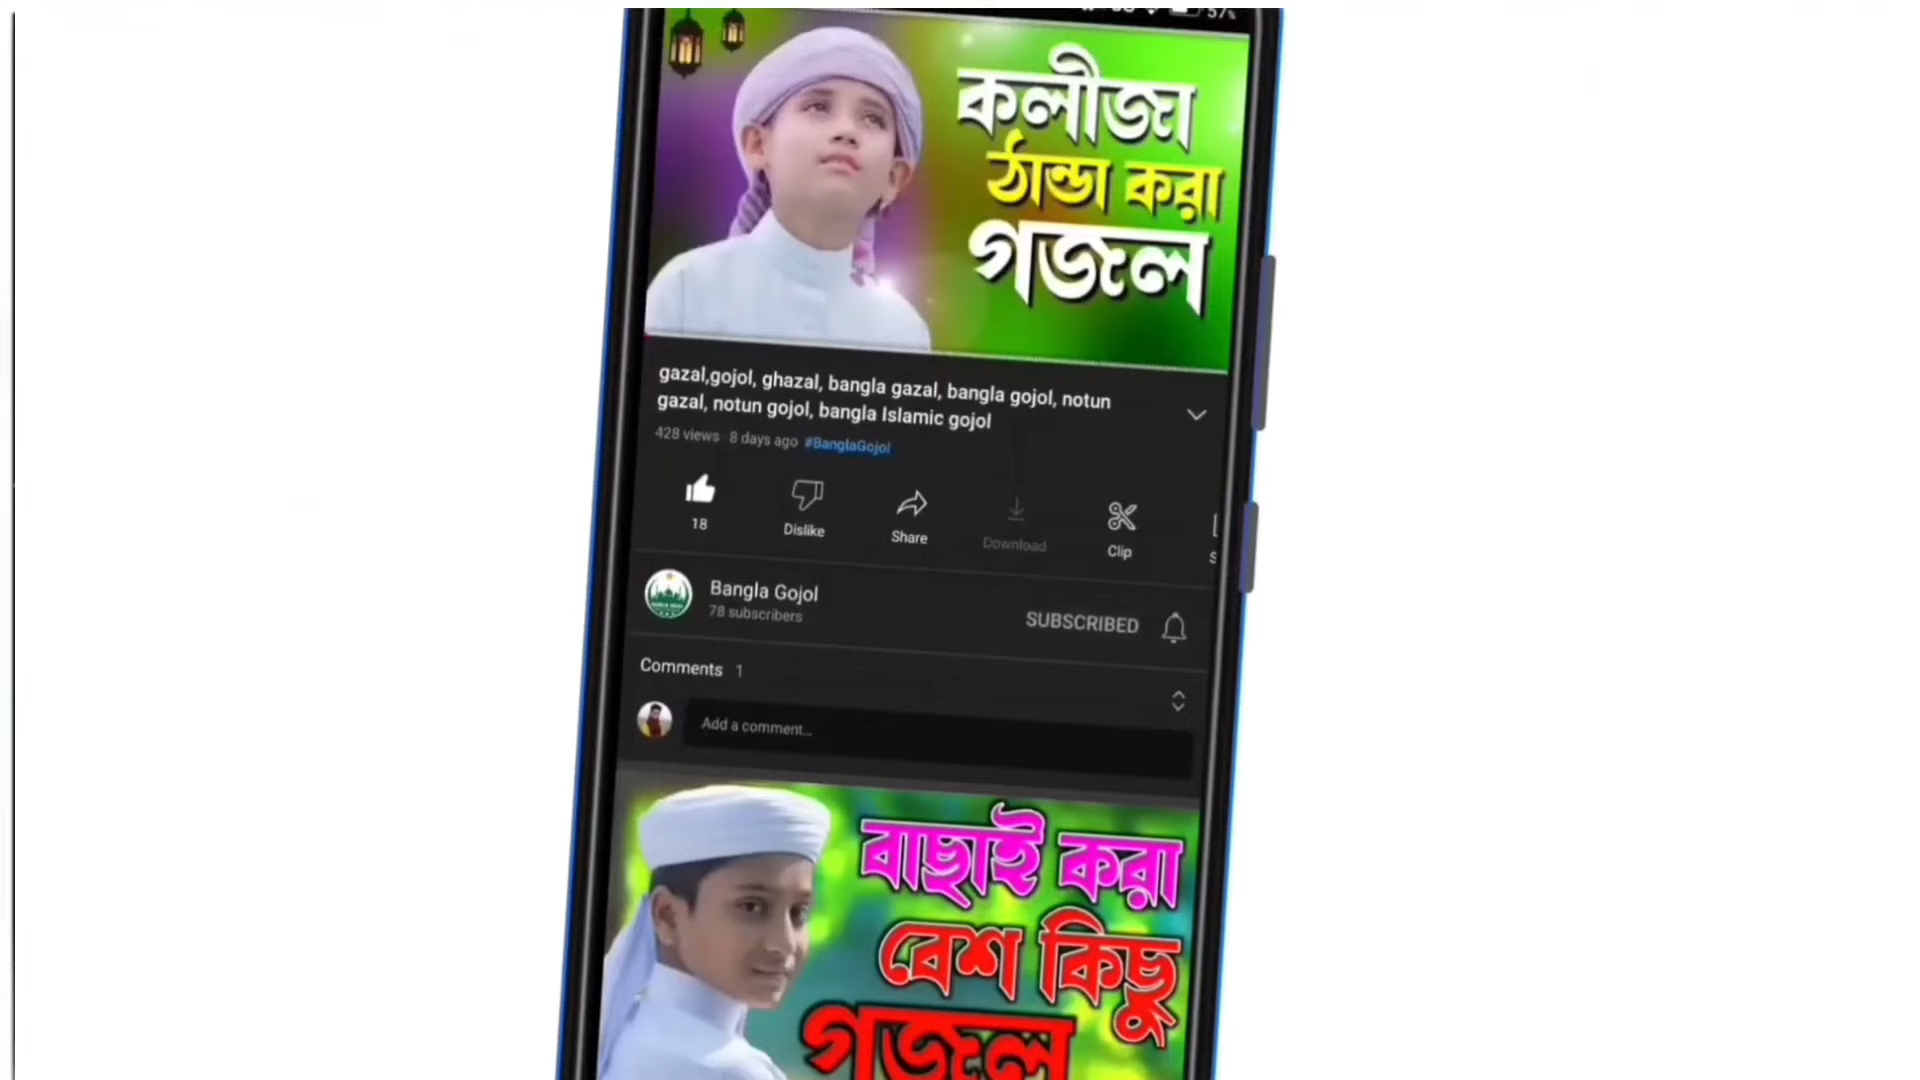 57%
কলীজা
ঠান্ডা করা
গজল
gazal,gojol, ghazal, bangla gazal, bangla gojol, notun
gazal, notun gojol, bangla Islamic gojol
428 views · 8 days ago #BanglaGojol
18
Dislike
Share
Download
Clip
Bangla Gojol
78 subscribers
SUBSCRIBED
Comments 1
Add a comment...
বাছাই করা
বেশ কিছু
গজল